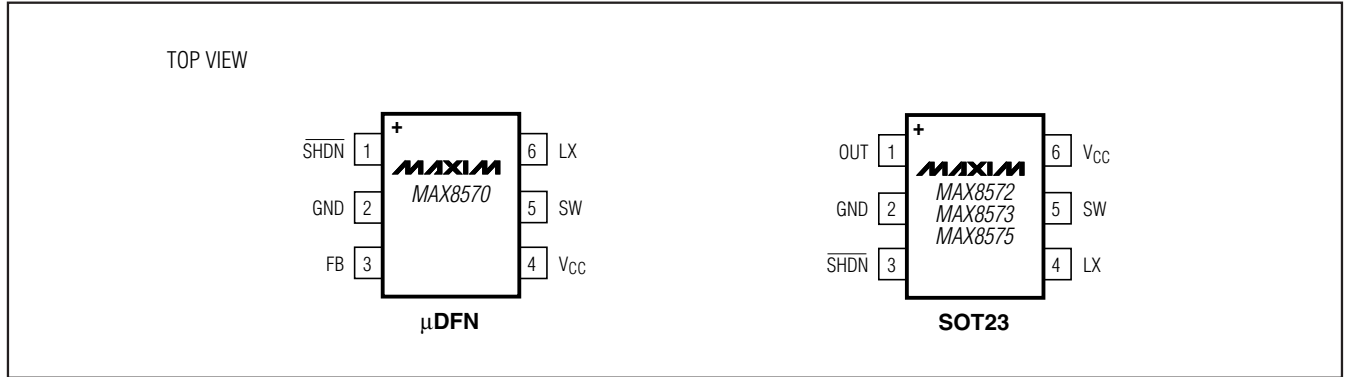 TOP VIEW
+
SHDN 1
GND 2
FB 3
MAXIM
MAX8570
6 LX
5 SW
4 VCC
µDFN
+
OUT 1
GND 2
SHDN 3
MAXIM
MAX8572
MAX8573
MAX8575
6 VCC
5 SW
4 LX
SOT23